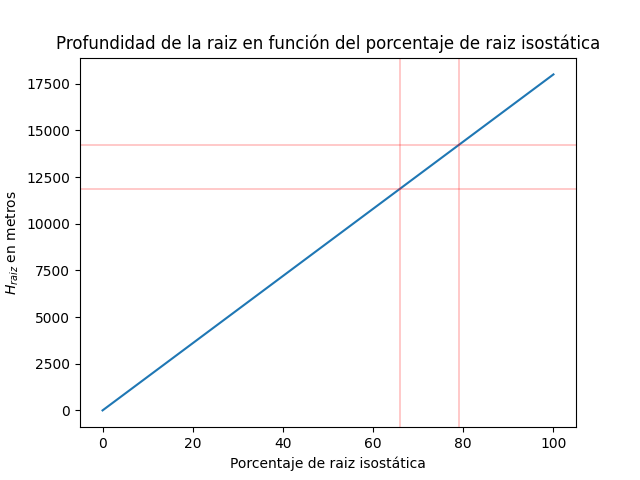 Profundidad de la raiz en función del porcentaje de raiz isostática
17500
15000
12500
10000
7500
5000
2500
0
H_raiz en metros
0 20 40 60 80 100
Porcentaje de raiz isostática